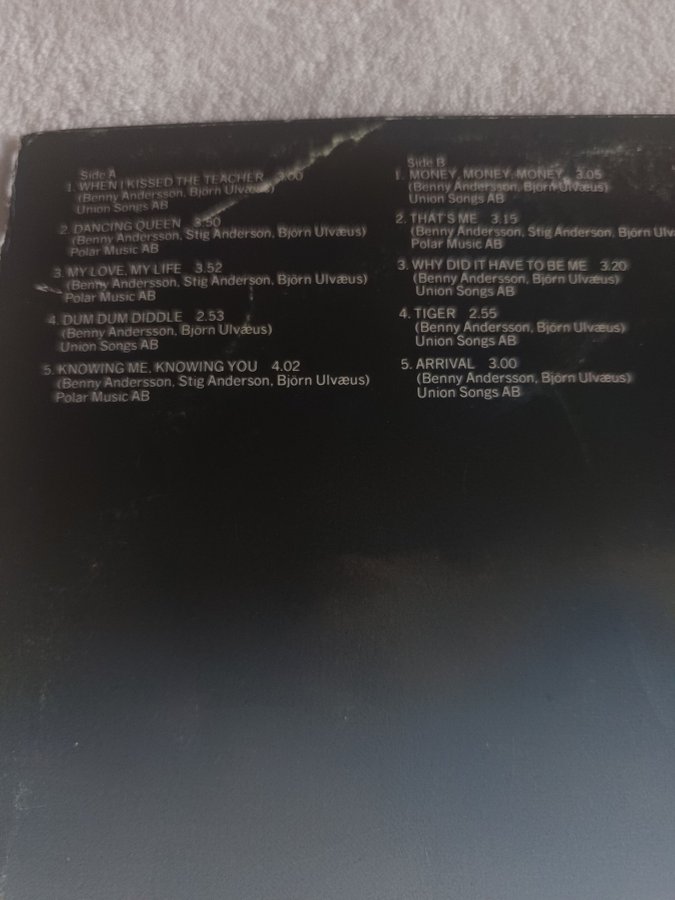 Side A
1. WHEN I KISSED THE TEACHER 3.00
(Benny Andersson, Björn Ulvæus)
Union Songs AB
2. DANCING QUEEN 3.50
(Benny Andersson, Stig Anderson, Björn Ulvæus)
Polar Music AB
3. MY LOVE, MY LIFE 3.52
(Benny Andersson, Stig Anderson, Björn Ulvæus)
Polar Music AB
4. DUM DUM DIDDLE 2.53
(Benny Andersson, Björn Ulvæus)
Union Songs AB
5. KNOWING ME, KNOWING YOU 4.02
(Benny Andersson, Stig Anderson, Björn Ulvæus)
Polar Music AB
Side B
1. MONEY, MONEY, MONEY 3.05
(Benny Andersson, Björn Ulvæus)
Union Songs AB
2. THAT'S ME 3.15
(Benny Andersson, Stig Anderson, Björn Ulv
Polar Music AB
3. WHY DID IT HAVE TO BE ME 3.20
(Benny Andersson, Björn Ulvæus)
Union Songs AB
4. TIGER 2.55
(Benny Andersson, Björn Ulvæus)
Union Songs AB
5. ARRIVAL 3.00
(Benny Andersson, Björn Ulvæus)
Union Songs AB